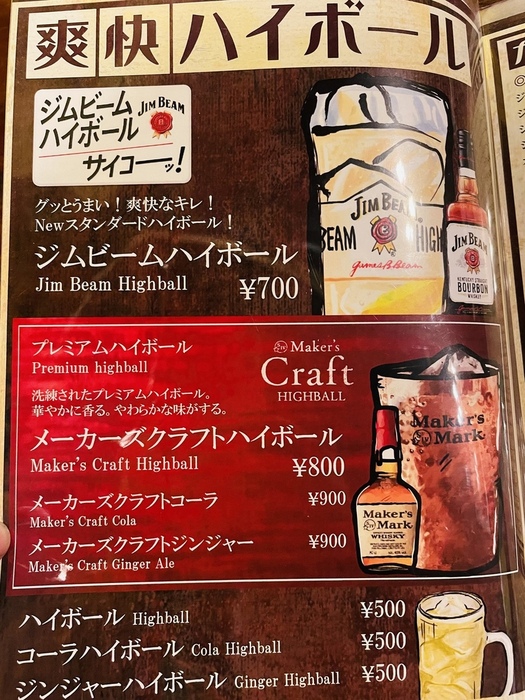 爽快ハイボール
ジムビーム
ハイボール
サイコーーッ!
JIM BEAM
グッとうまい！爽快なキレ！
Newスタンダードハイボール！
ジムビームハイボール
Jim Beam Highball ¥700
JIM BEAM
BEAM HIGH
James B. Beam
JIM BEAM
KENTUCKY STRAIGHT
BOURBON
WHISKEY
プレミアムハイボール
Premium highball
洗練されたプレミアムハイボール。
華やかに香る。やわらかな味がする。
Maker's
Craft
HIGHBALL
メーカーズクラフトハイボール
Maker's Craft Highball ¥800
メーカーズクラフトコーラ ¥900
Maker's Craft Cola
メーカーズクラフトジンジャー ¥900
Maker's Craft Ginger Ale
Maker's
Mark
Maker's
Mark
WHISKY
ハイボール Highball ¥500
コーラハイボール Cola Highball ¥500
ジンジャーハイボール Ginger Highball ¥500